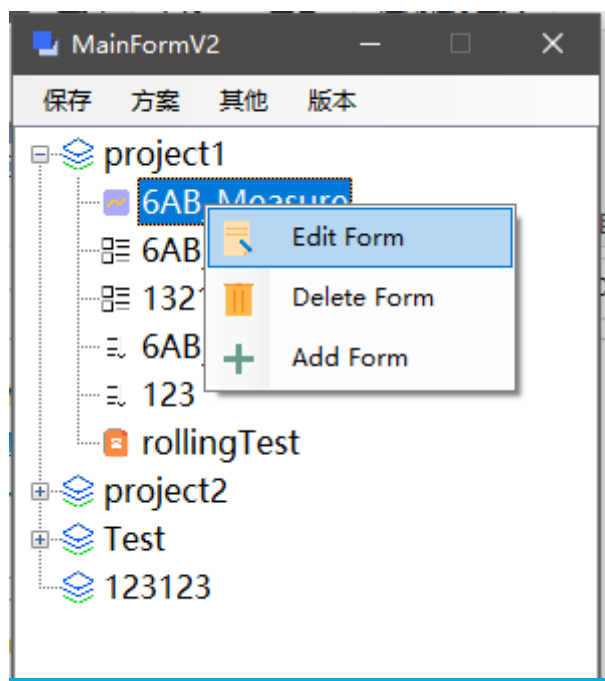 MainFormV2
保存 方案 其他 版本
project1
6AB_Measure
Edit Form
6AB
Delete Form
132
6AB
Add Form
123
rollingTest
project2
Test
123123